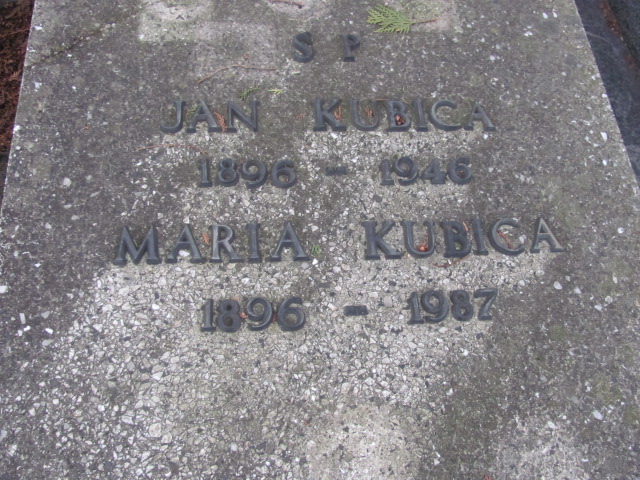 S P
JAN KUBICA
1896 - 1946
MARIA KUBICA
1896 - 1987